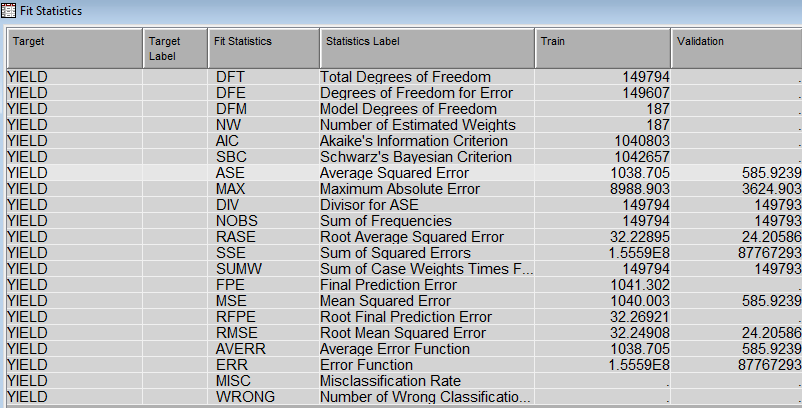 Fit Statistics
Target Target Label Fit Statistics Statistics Label Train Validation
YIELD DFT Total Degrees of Freedom 149794 .
YIELD DFE Degrees of Freedom for Error 149607 .
YIELD DFM Model Degrees of Freedom 187 .
YIELD NW Number of Estimated Weights 187 .
YIELD AIC Akaike's Information Criterion 1040803 .
YIELD SBC Schwarz's Bayesian Criterion 1042657 .
YIELD ASE Average Squared Error 1038.705 585.9239
YIELD MAX Maximum Absolute Error 8988.903 3624.903
YIELD DIV Divisor for ASE 149794 149793
YIELD NOBS Sum of Frequencies 149794 149793
YIELD RASE Root Average Squared Error 32.22895 24.20586
YIELD SSE Sum of Squared Errors 1.5559E8 87767293
YIELD SUMW Sum of Case Weights Times F... 149794 149793
YIELD FPE Final Prediction Error 1041.302 .
YIELD MSE Mean Squared Error 1040.003 585.9239
YIELD RFPE Root Final Prediction Error 32.26921 .
YIELD RMSE Root Mean Squared Error 32.24908 24.20586
YIELD AVERR Average Error Function 1038.705 585.9239
YIELD ERR Error Function 1.5559E8 87767293
YIELD MISC Misclassification Rate . .
YIELD WRONG Number of Wrong Classificatio... . .